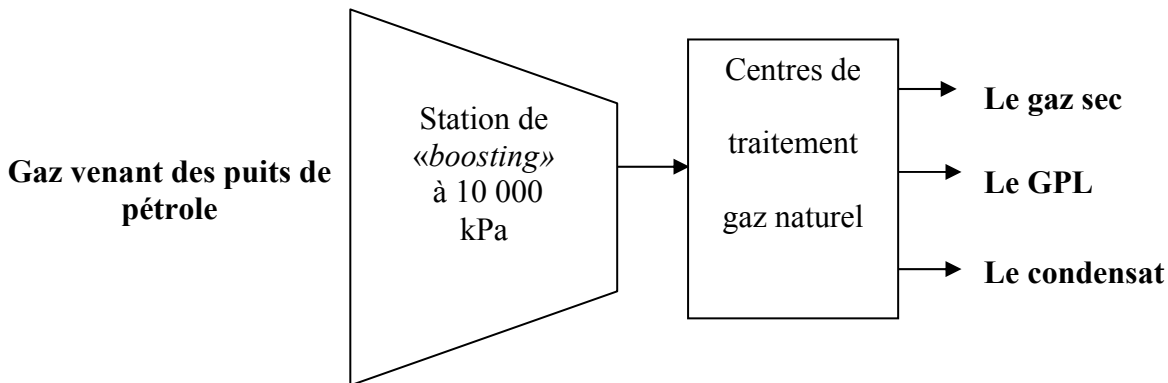 Gaz venant des puits de
pétrole
Station de
«boosting»
à 10 000
kPa
Centres de
traitement
gaz naturel
Le gaz sec
Le GPL
Le condensat